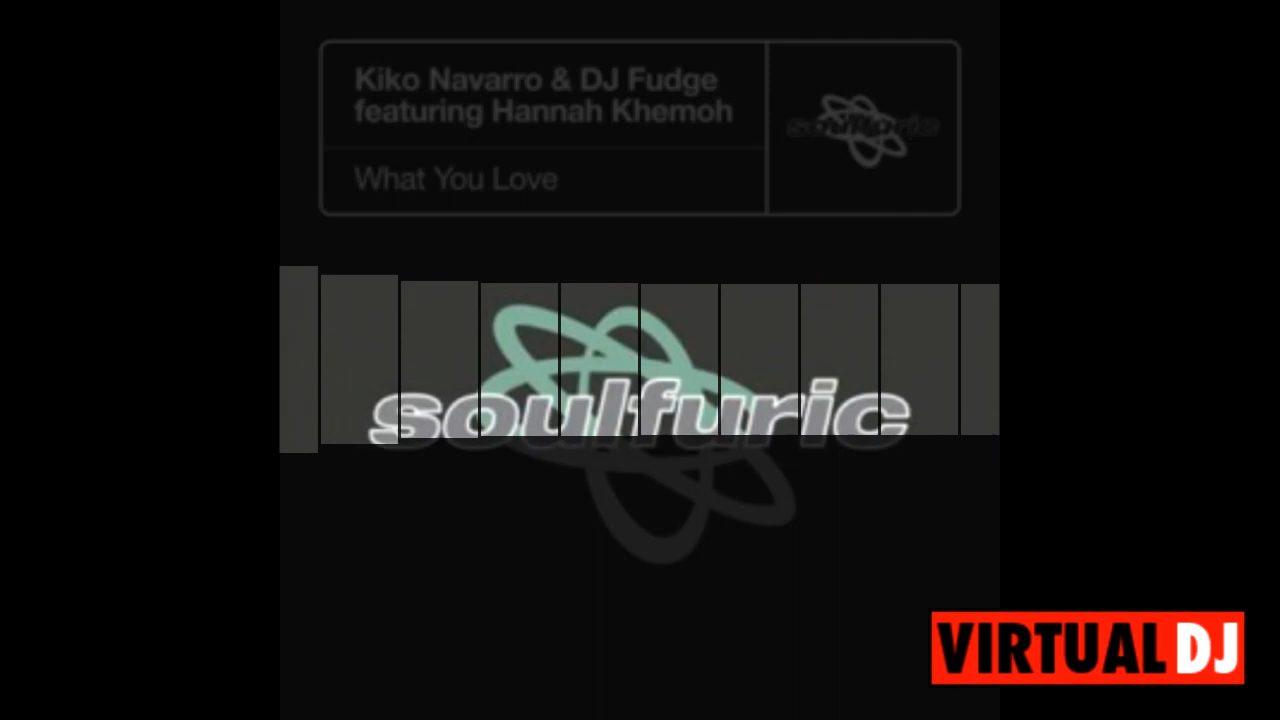 Kiko Navarro & DJ Fudge
featuring Hannah Khemoh
soulfuric
What You Love
soulfuric
VIRTUAL DJ